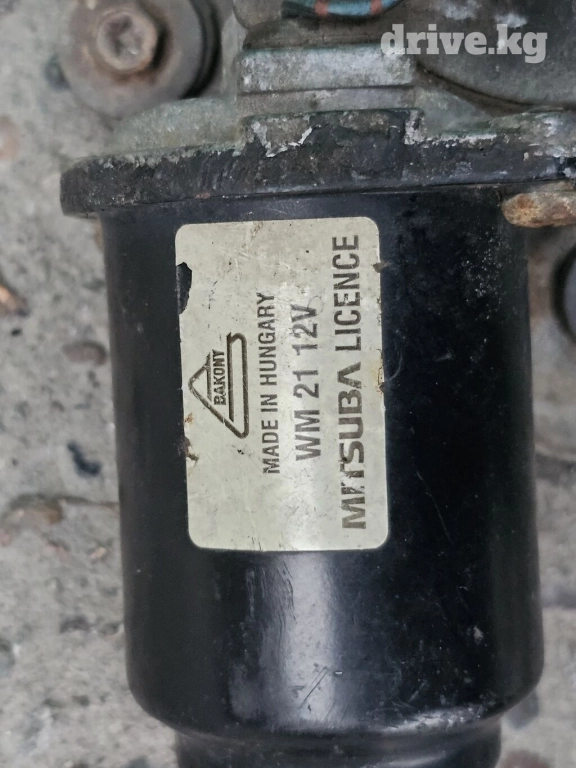 drive.kg
BAKONY
MADE IN HUNGARY
WM 21 12V
MITSUBA LICENCE